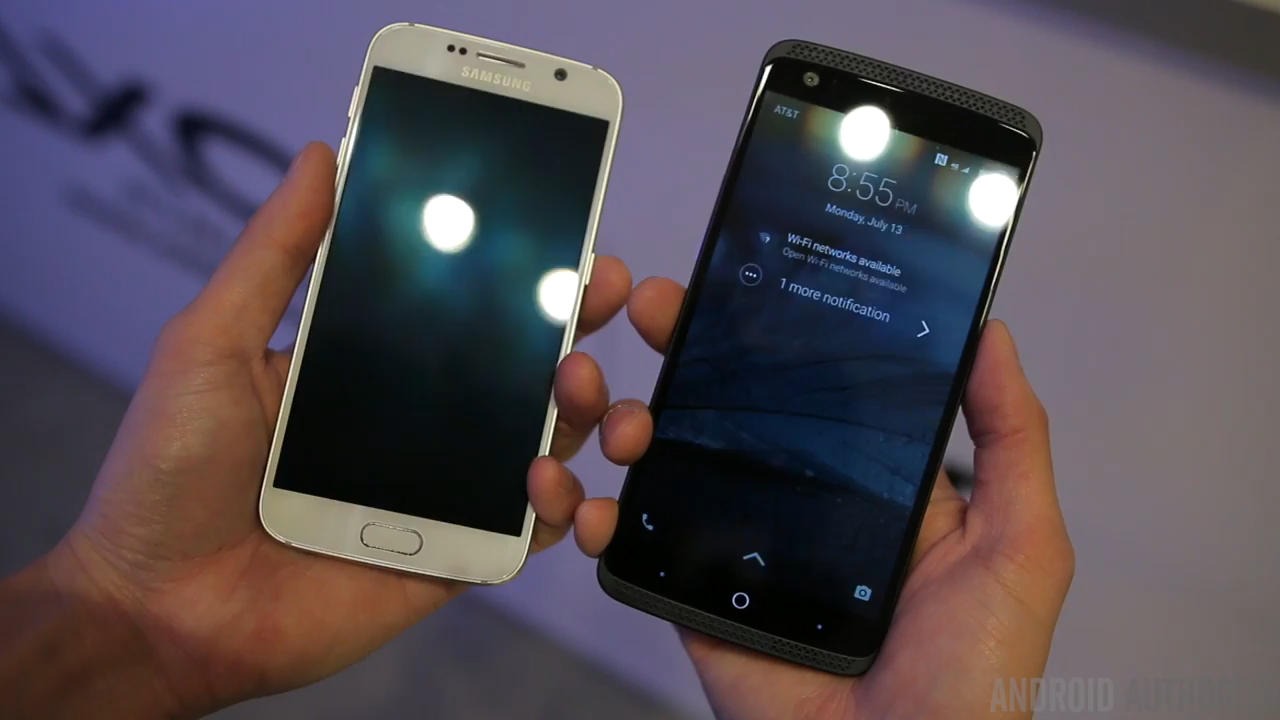 SAMSUNG
AT&T
8:55 PM
Monday, July 13
Wi-Fi networks available
Open Wi-Fi networks available
1 more notification
ANDROID AUTHORITY